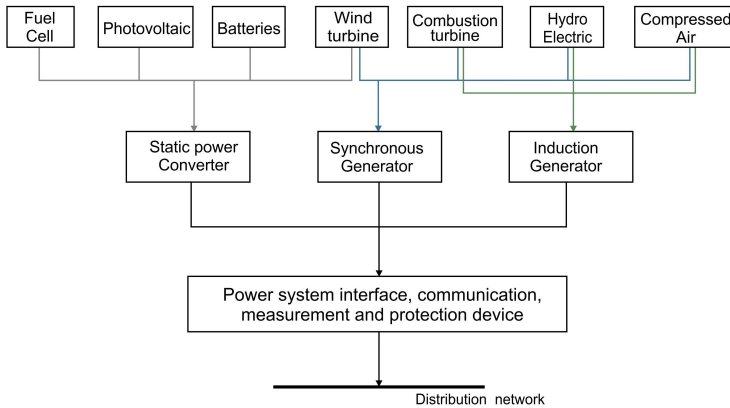 Fuel
Cell
Photovoltaic
Batteries
Wind
turbine
Combustion
turbine
Hydro
Electric
Compressed
Air
Static power
Converter
Synchronous
Generator
Induction
Generator
Power system interface, communication,
measurement and protection device
Distribution network